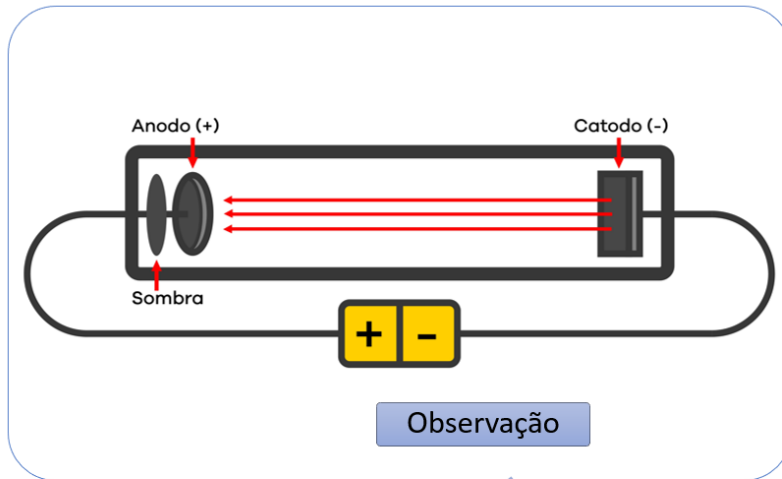 Anodo (+)
Catodo (-)
Sombra
+ -
Observação